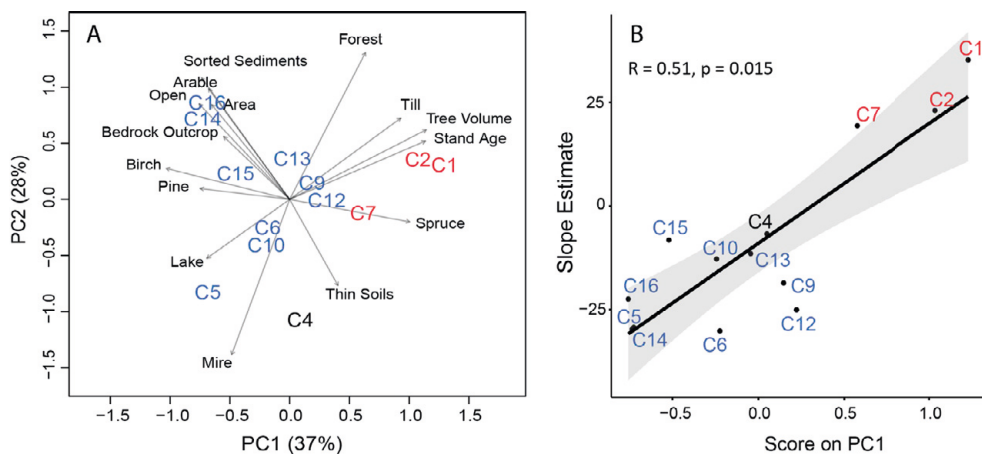 A
Forest
Sorted Sediments
Arable
Open
C16
Area
C14
Till
Tree Volume
Stand Age
Bedrock Outcrop
C13
C2
C1
Birch
C15
C9
Pine
C12
C7
Spruce
C6
C10
Lake
C5
Thin Soils
C4
Mire
1.5
1.0
0.5
0.0
−0.5
−1.0
−1.5
PC2 (28%)
−1.5
−1.0
−0.5
0.0
0.5
1.0
1.5
PC1 (37%)
B
R = 0.51, p = 0.015
C1
C2
C7
C15
C4
C10
C13
C16
C9
C5
C14
C12
C6
25
0
−25
Slope Estimate
−0.5
0.0
0.5
1.0
Score on PC1